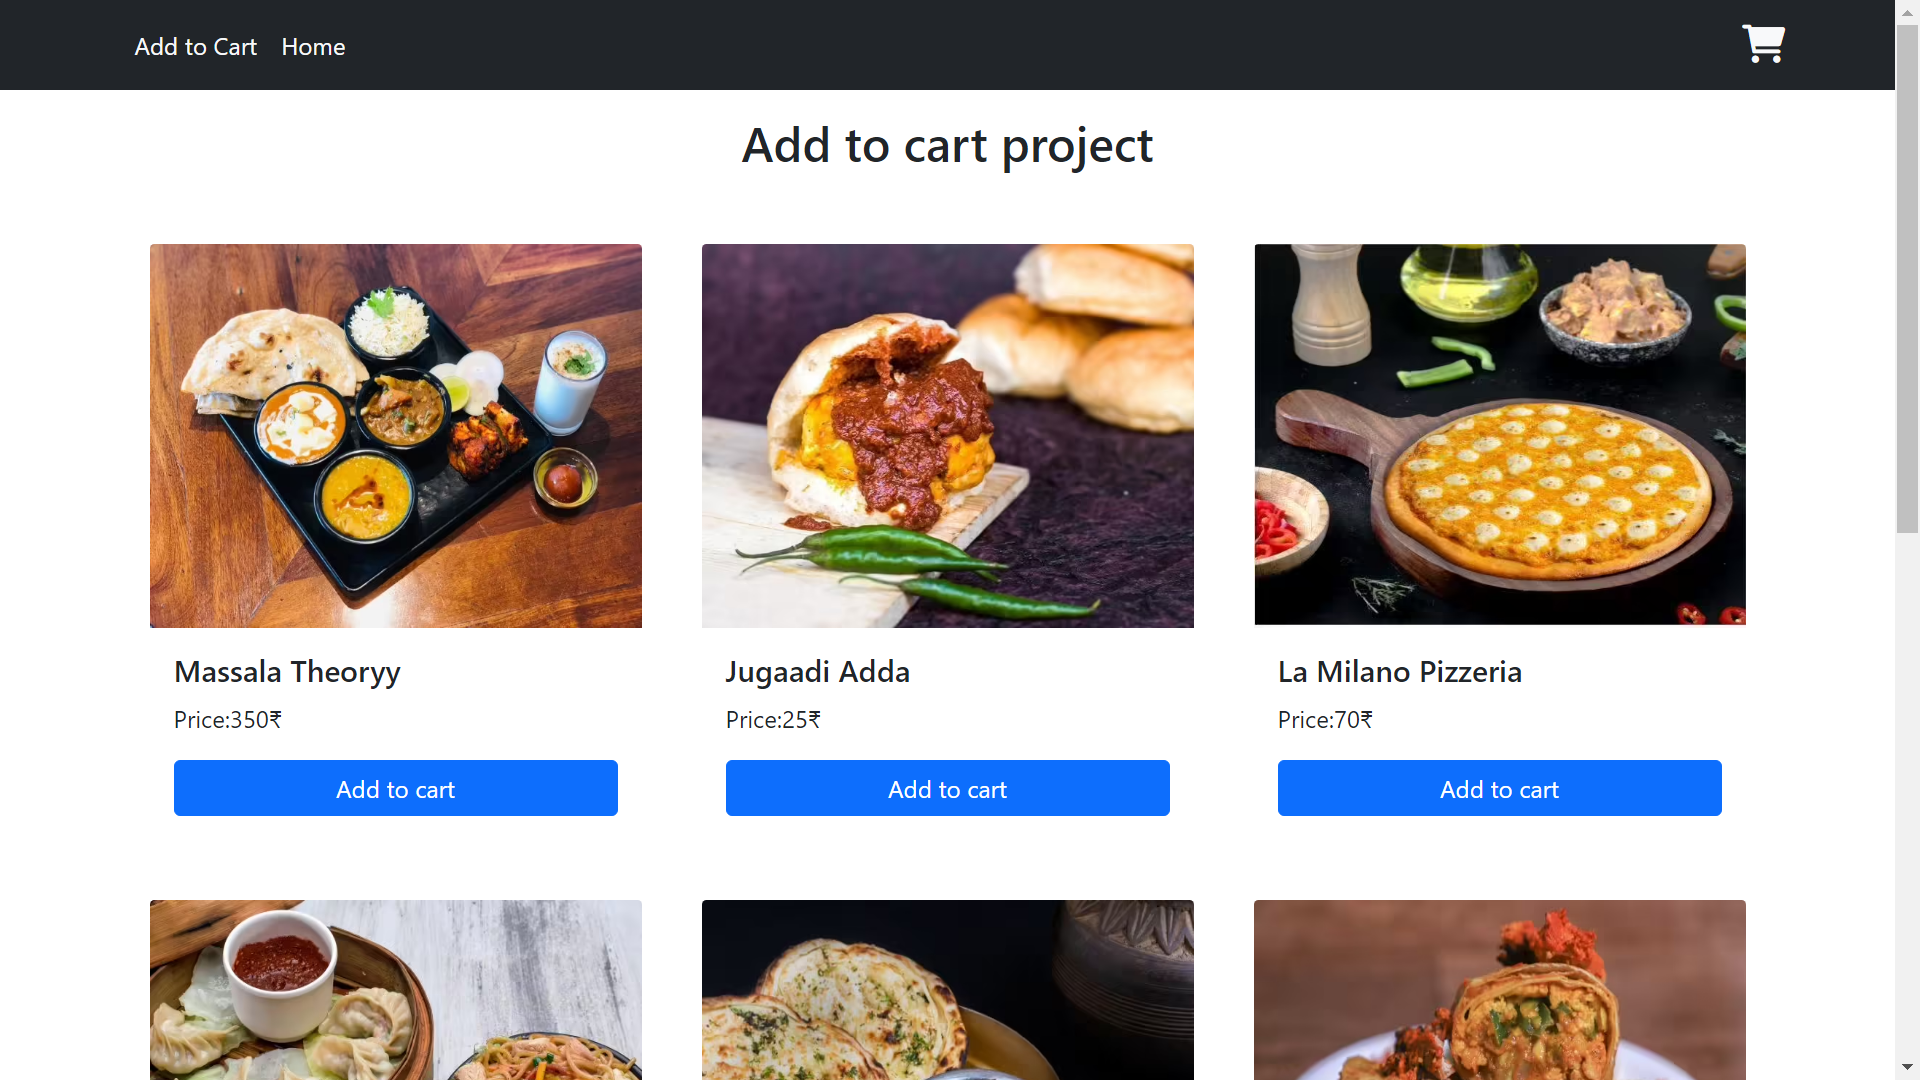 Add to Cart Home
Add to cart project
Massala Theoryy
Price:350₹
Add to cart
Jugaadi Adda
Price:25₹
Add to cart
La Milano Pizzeria
Price:70₹
Add to cart